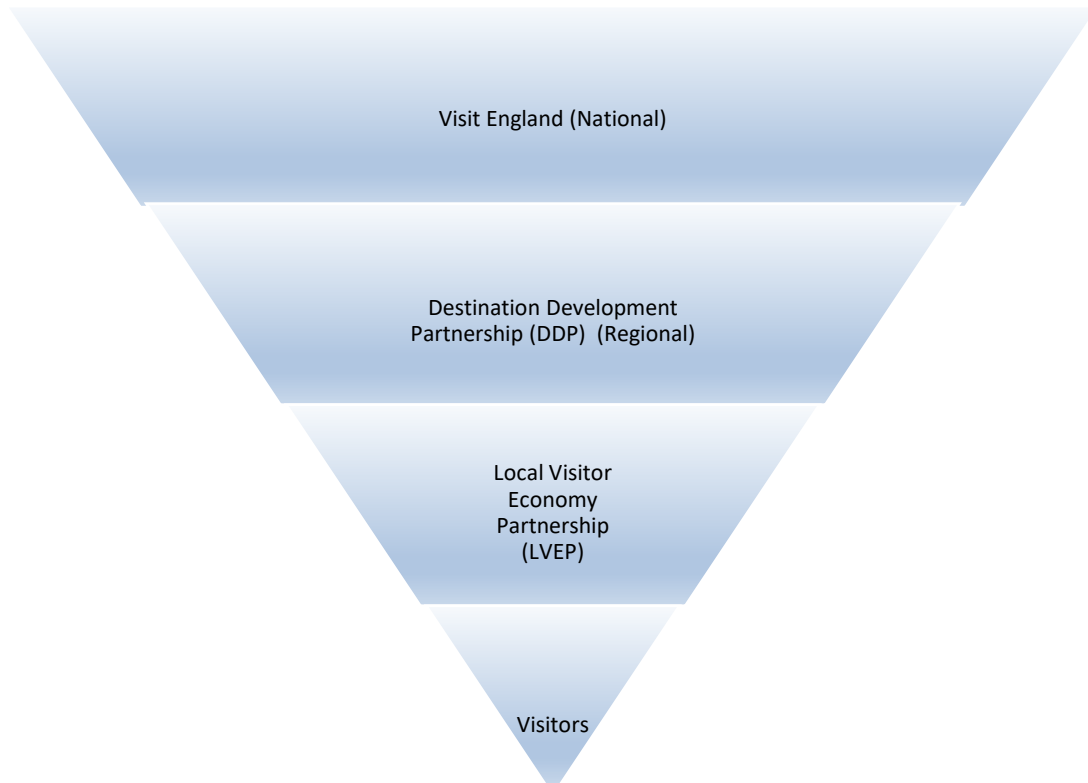 Visit England (National)
Destination Development
Partnership (DDP)  (Regional)
Local Visitor
Economy
Partnership
(LVEP)
Visitors